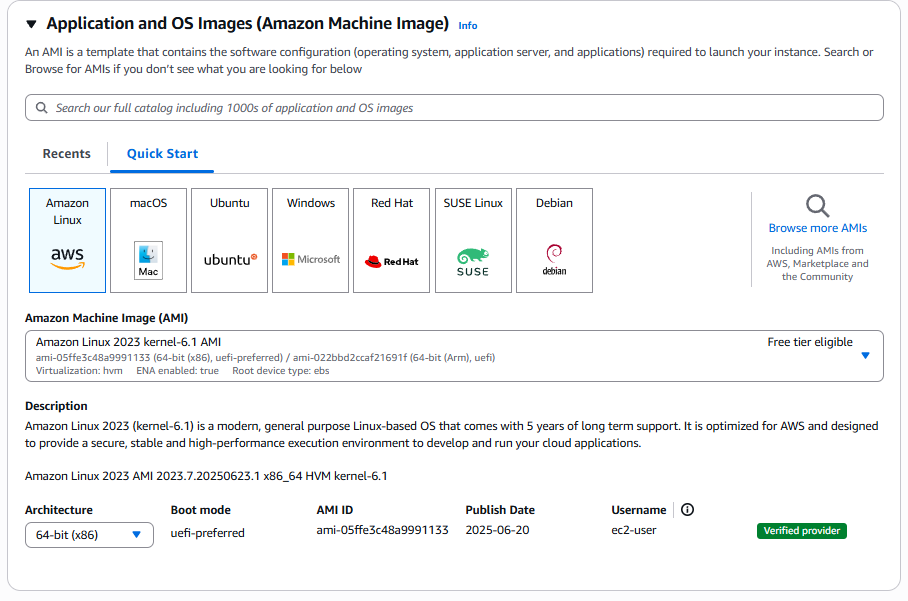 Application and OS Images (Amazon Machine Image) Info
An AMI is a template that contains the software configuration (operating system, application server, and applications) required to launch your instance. Search or
Browse for AMIs if you don’t see what you are looking for below
Search our full catalog including 1000s of application and OS images
Recents
Quick Start
Amazon
Linux
aws
macOS
Mac
Ubuntu
ubuntu
Windows
Microsoft
Red Hat
Red Hat
SUSE Linux
SUSE
Debian
debian
Browse more AMIs
Including AMIs from
AWS, Marketplace and
the Community
Amazon Machine Image (AMI)
Amazon Linux 2023 kernel-6.1 AMI
Free tier eligible
ami-05ffe3c48a9991133 (64-bit (x86), uefi-preferred) / ami-022bbd2ccaf21691f (64-bit (Arm), uefi)
Virtualization: hvm ENA enabled: true Root device type: ebs
Description
Amazon Linux 2023 (kernel-6.1) is a modern, general purpose Linux-based OS that comes with 5 years of long term support. It is optimized for AWS and designed
to provide a secure, stable and high-performance execution environment to develop and run your cloud applications.
Amazon Linux 2023 AMI 2023.7.20250623.1 x86_64 HVM kernel-6.1
Architecture Boot mode AMI ID Publish Date Username
64-bit (x86) uefi-preferred ami-05ffe3c48a9991133 2025-06-20 ec2-user Verified provider